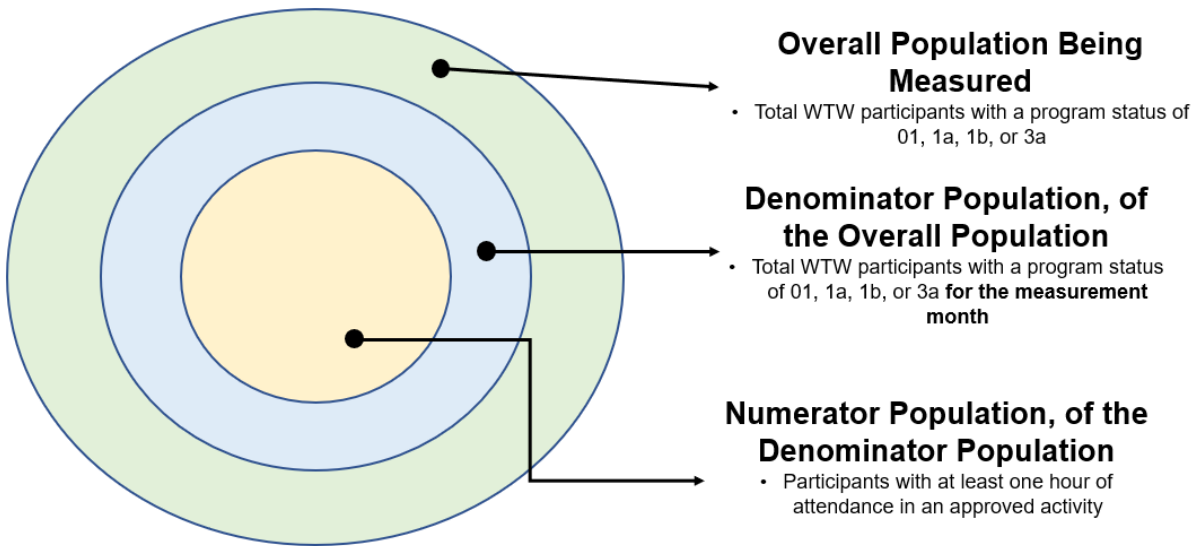 Overall Population Being
Measured
• Total WTW participants with a program status of
01, 1a, 1b, or 3a
Denominator Population, of
the Overall Population
• Total WTW participants with a program status
of 01, 1a, 1b, or 3a for the measurement
month
Numerator Population, of the
Denominator Population
• Participants with at least one hour of
attendance in an approved activity